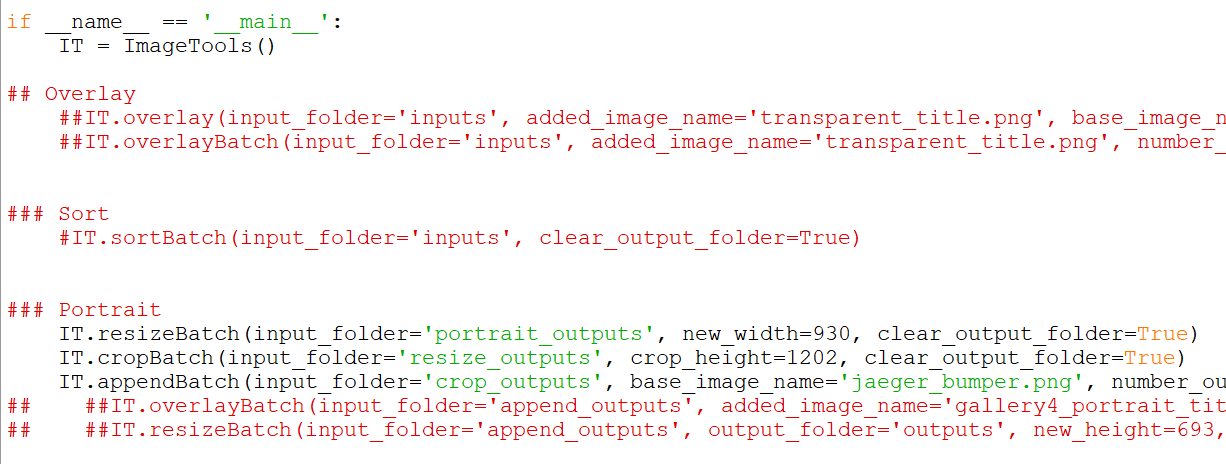 if __name__ == '__main__':
    IT = ImageTools()
## Overlay
    ##IT.overlay(input_folder='inputs', added_image_name='transparent_title.png', base_image_n
    ##IT.overlayBatch(input_folder='inputs', added_image_name='transparent_title.png', number_
### Sort
    #IT.sortBatch(input_folder='inputs', clear_output_folder=True)
### Portrait
    IT.resizeBatch(input_folder='portrait_outputs', new_width=930, clear_output_folder=True)
    IT.cropBatch(input_folder='resize_outputs', crop_height=1202, clear_output_folder=True)
    IT.appendBatch(input_folder='crop_outputs', base_image_name='jaeger_bumper.png', number_ou
##    ##IT.overlayBatch(input_folder='append_outputs', added_image_name='gallery4_portrait_tit
##    ##IT.resizeBatch(input_folder='append_outputs', output_folder='outputs', new_height=693,